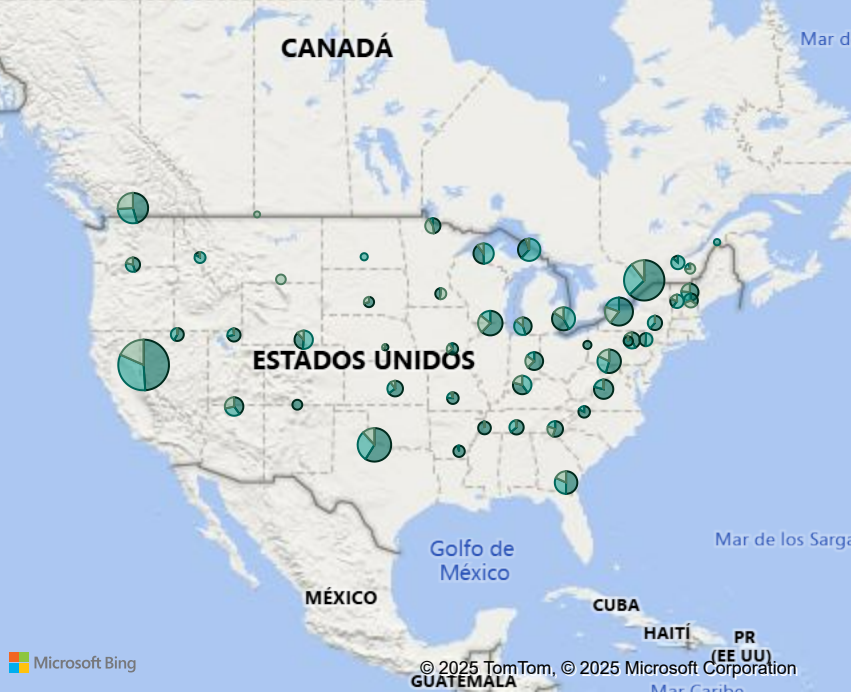 CANADÁ
Mar d
ESTADOS UNIDOS
Golfo de
México
Mar de los Sarga
MÉXICO
CUBA
HAITÍ
PR
(EE UU)
Microsoft Bing
© 2025 TomTom, © 2025 Microsoft Corporation
GUATEMALA
Mar Caribe